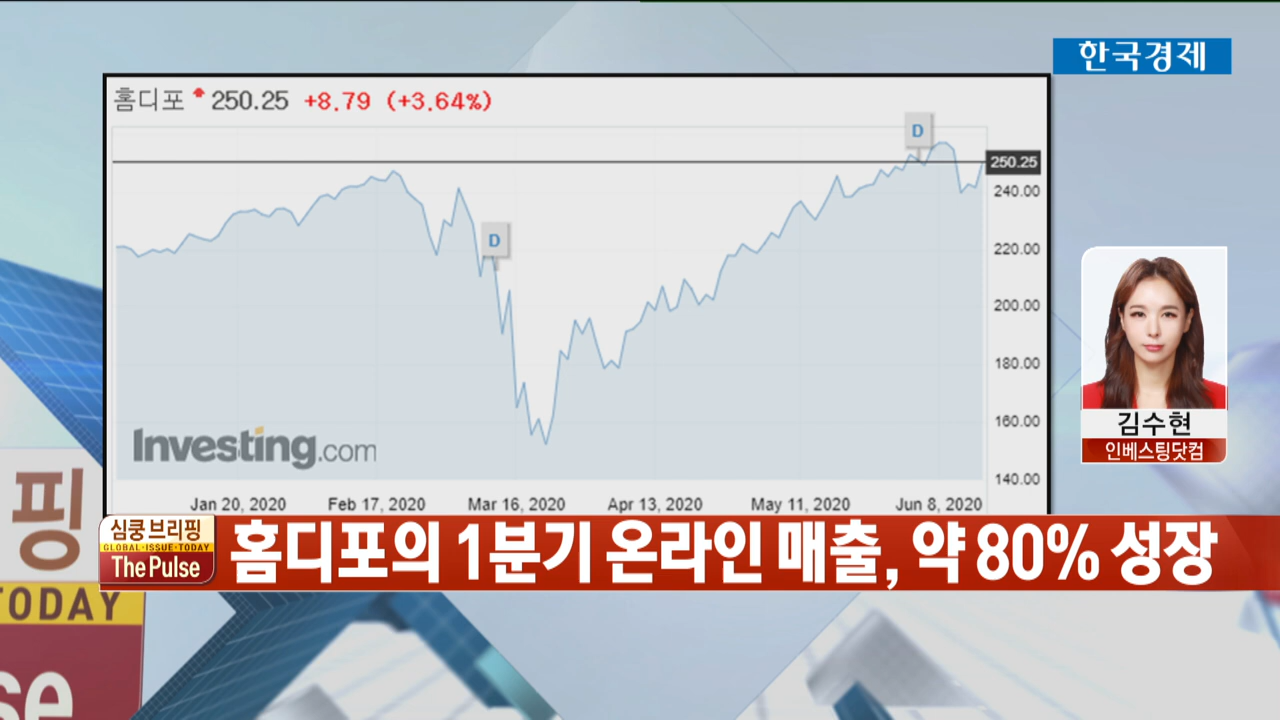 한국경제
홈디포 250.25 +8.79 (+3.64%)
D
D
250.25
240.00
220.00
200.00
180.00
160.00
140.00
Investing.com
Jan 20, 2020 Feb 17, 2020 Mar 16, 2020 Apr 13, 2020 May 11, 2020 Jun 8, 2020
김수현
인베스팅닷컴
심쿵 브리핑
GLOBAL·ISSUE·TODAY
The Pulse
홈디포의 1분기 온라인 매출, 약 80% 성장
핑
TODAY
se